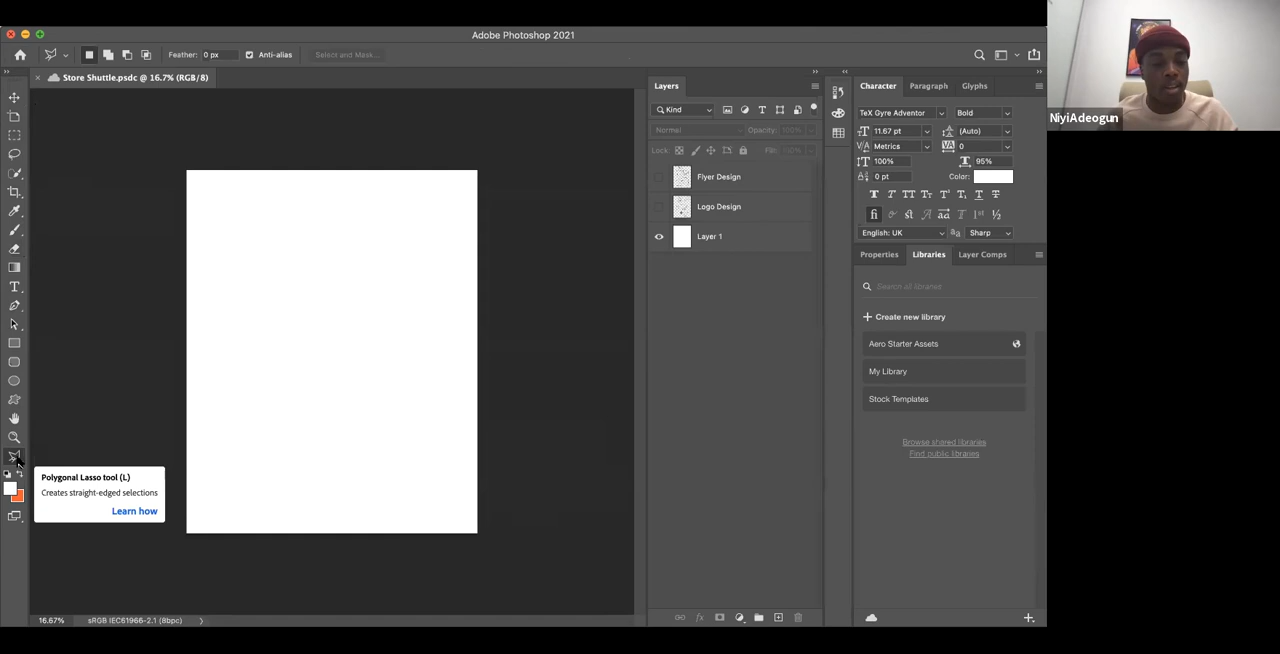 Adobe Photoshop 2021
Feather: 0 px Anti-alias Select and Mask...
Store Shuttle.psdc @ 16.7% (RGB/8)
Layers
Kind
Normal Opacity: 100%
Lock: Fill: 100%
Flyer Design
Logo Design
Layer 1
Character Paragraph Glyphs
TeX Gyre Adventor Bold
11.67 pt (Auto)
Metrics 0
100% 95%
0 pt Color:
English: UK Sharp
Properties Libraries Layer Comps
Search all libraries
Create new library
Aero Starter Assets
My Library
Stock Templates
Browse shared libraries
Find public libraries
Polygonal Lasso tool (L)
Creates straight-edged selections
Learn how
16.67% sRGB IEC61966-2.1 (8bpc)
NiyiAdeogun